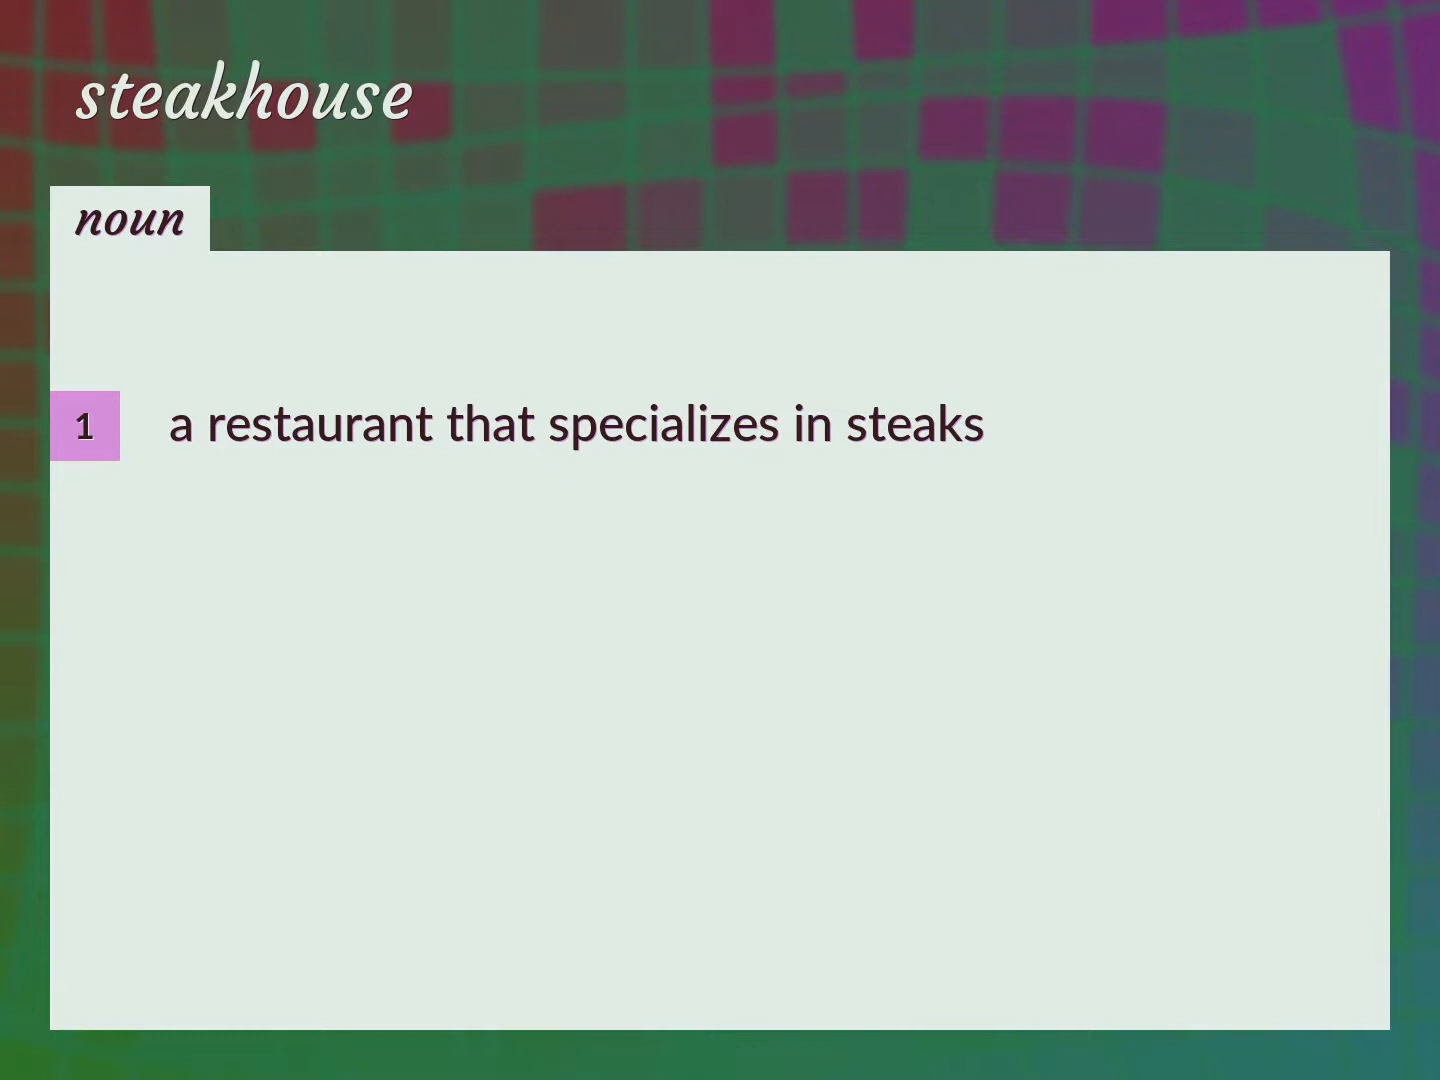 steakhouse
noun
1 a restaurant that specializes in steaks